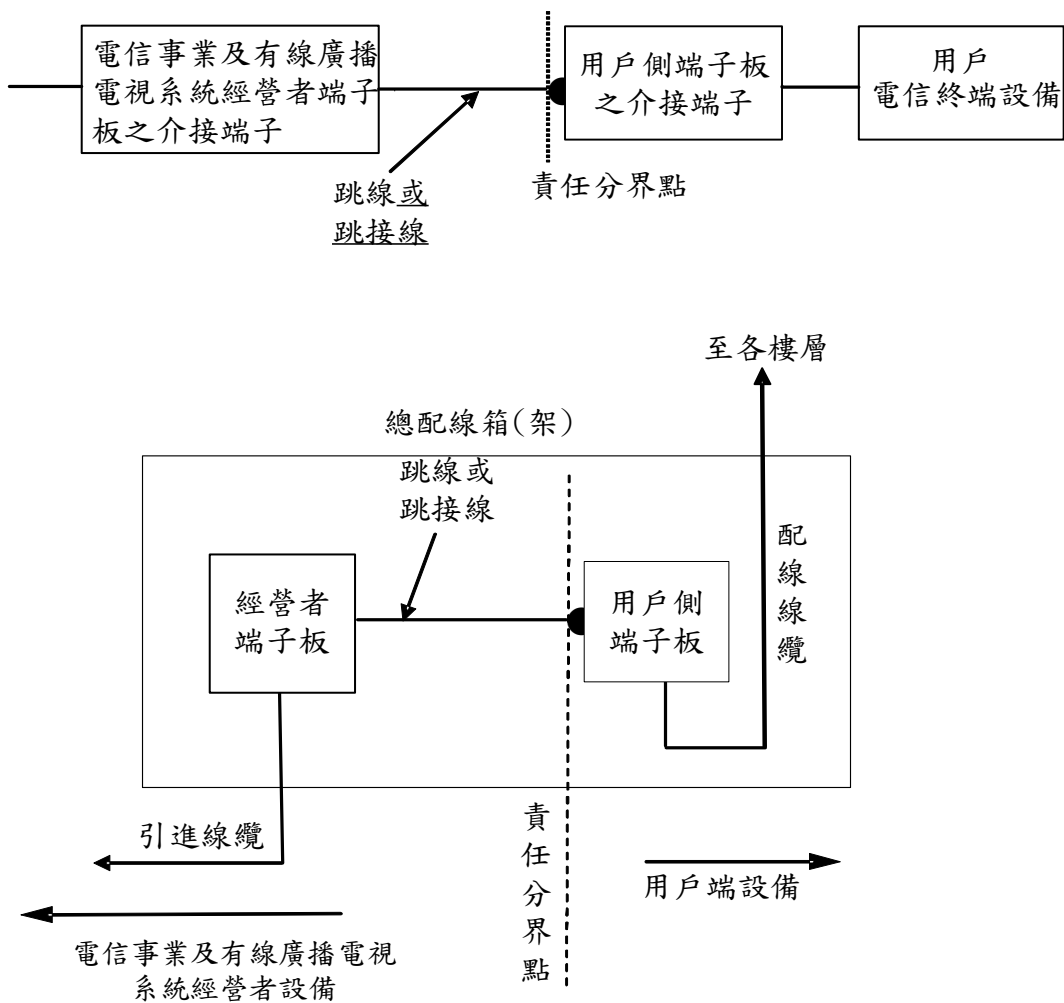 電信事業及有線廣播
電視系統經營者端子
板之介接端子
用戶側端子板
之介接端子
用戶
電信終端設備
跳線或
跳接線
責任分界點
至各樓層
總配線箱(架)
跳線或
跳接線
經營者
端子板
用戶側
端子板
配線線纜
引進線纜
責任分界點
用戶端設備
電信事業及有線廣播電視
系統經營者設備